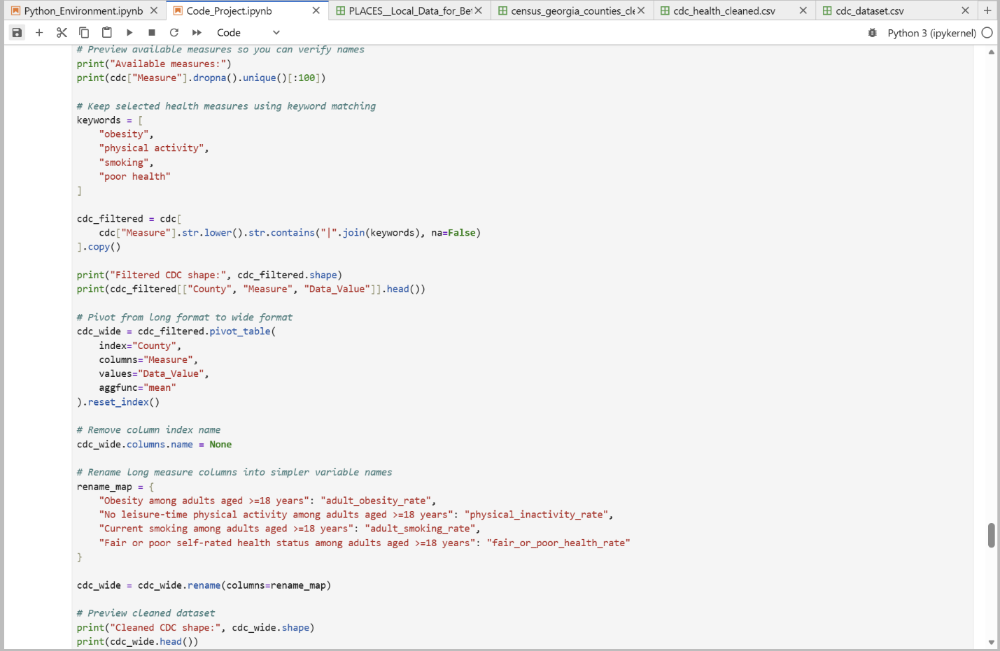 Python_Environment.ipynb
Code_Project.ipynb
PLACES__Local_Data_for_Bet
census_georgia_counties_cle
cdc_health_cleaned.csv
cdc_dataset.csv
Code
Python 3 (ipykernel)
# Preview available measures so you can verify names
print("Available measures:")
print(cdc["Measure"].dropna().unique()[:100])
# Keep selected health measures using keyword matching
keywords = [
    "obesity",
    "physical activity",
    "smoking",
    "poor health"
]
cdc_filtered = cdc[
    cdc["Measure"].str.lower().str.contains("|".join(keywords), na=False)
].copy()
print("Filtered CDC shape:", cdc_filtered.shape)
print(cdc_filtered[["County", "Measure", "Data_Value"]].head())
# Pivot from long format to wide format
cdc_wide = cdc_filtered.pivot_table(
    index="County",
    columns="Measure",
    values="Data_Value",
    aggfunc="mean"
).reset_index()
# Remove column index name
cdc_wide.columns.name = None
# Rename long measure columns into simpler variable names
rename_map = {
    "Obesity among adults aged >=18 years": "adult_obesity_rate",
    "No leisure-time physical activity among adults aged >=18 years": "physical_inactivity_rate",
    "Current smoking among adults aged >=18 years": "adult_smoking_rate",
    "Fair or poor self-rated health status among adults aged >=18 years": "fair_or_poor_health_rate"
}
cdc_wide = cdc_wide.rename(columns=rename_map)
# Preview cleaned dataset
print("Cleaned CDC shape:", cdc_wide.shape)
print(cdc_wide.head())